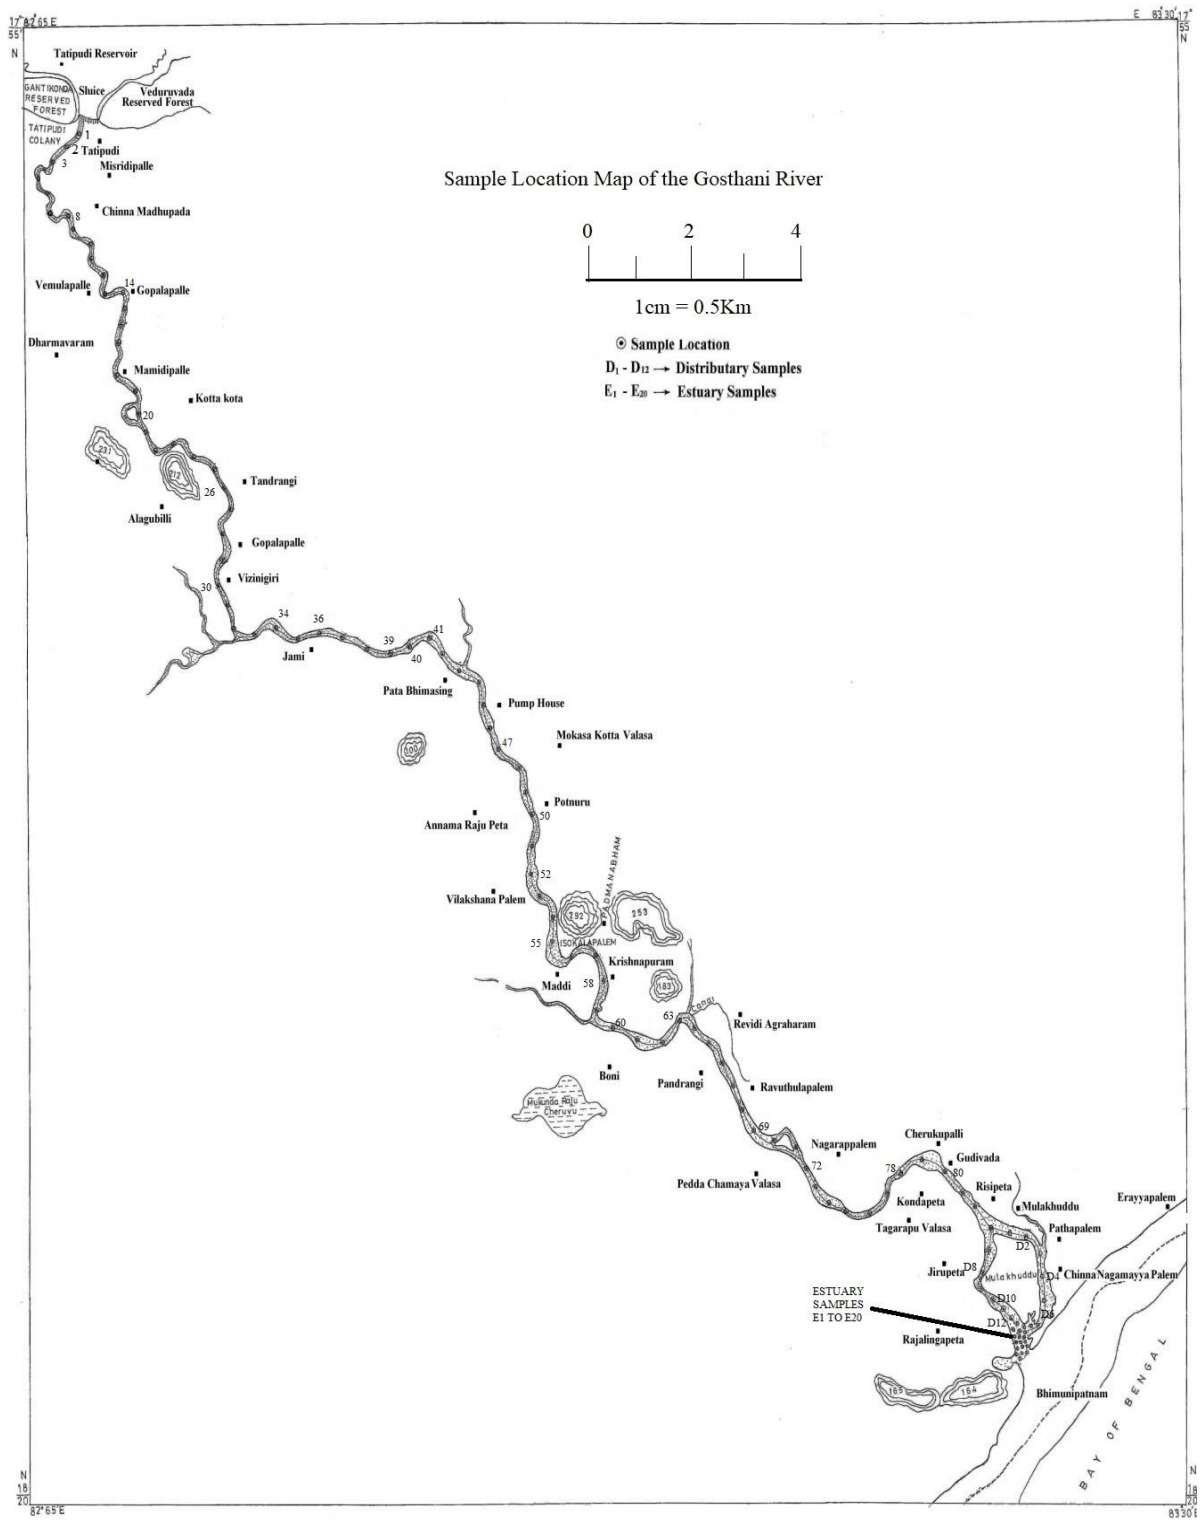 17° 82°65 E
E 83°30' 17°
55'
N
55
N
Tatipudi Reservoir
GANTIKONDA
RESERVED
FOREST
Sluice
Veduruvada
Reserved Forest
TATIPUDI
COLANY
1
2
Tatipudi
3
Misridipalle
Sample Location Map of the Gosthani River
8
Chinna Madhupada
0 2 4
1cm = 0.5Km
14
Vemulapalle
Gopalapalle
Dharmavaram
Sample Location
D1 - D12 → Distributary Samples
E1 - E20 → Estuary Samples
Mamidipalle
Kotta kota
20
231
212
26
Tandrangi
Alagubilli
Gopalapalle
30
Vizinigiri
34
36
39
40
41
Jami
Pata Bhimasing
Pump House
47
Mokasa Kotta Valasa
300
Potnuru
50
Annama Raju Peta
52
Vilakshana Palem
PADMANABHAM
292
253
55
ISOKALAPALEM
Krishnapuram
Maddi
58
183
60
63
Canal
Revidi Agraharam
Boni
Pandrangi
Ravuthulapalem
Mukunda Raju
Cheruvu
69
72
Nagarappalem
Cherukupalli
Gudivada
78
80
Pedda Chamaya Valasa
Kondapeta
Risipeta
Mulakhuddu
Erayyapalem
Tagarapu Valasa
Pathapalem
D2
Jirupeta
D8
Mulakhuddu
D4
Chinna Nagamayya Palem
ESTUARY
SAMPLES
E1 TO E20
D10
D12
D6
Rajalingapeta
165
164
Bhimunipatnam
BAY OF BENGAL
N
18
20
82°65'E
N
18
20
83°30'E